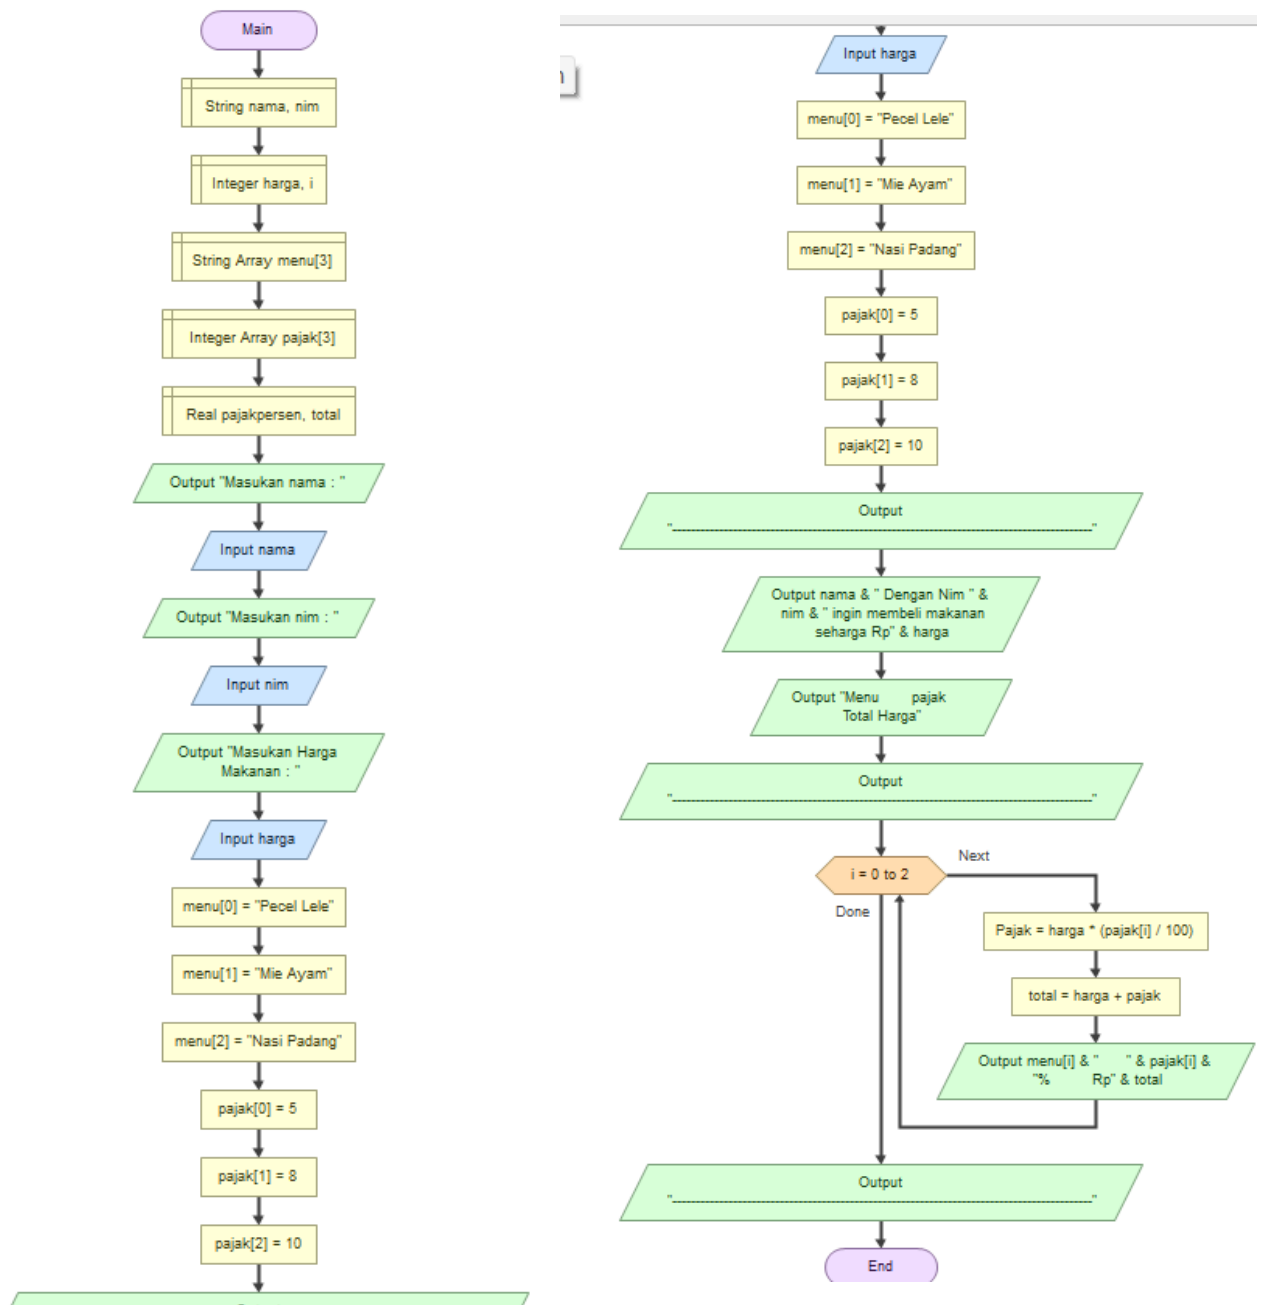 Main
String nama, nim
Integer harga, i
String Array menu[3]
Integer Array pajak[3]
Real pajakpersen, total
Output "Masukan nama : "
Input nama
Output "Masukan nim : "
Input nim
Output "Masukan Harga
Makanan : "
Input harga
menu[0] = "Pecel Lele"
menu[1] = "Mie Ayam"
menu[2] = "Nasi Padang"
pajak[0] = 5
pajak[1] = 8
pajak[2] = 10
Input harga
menu[0] = "Pecel Lele"
menu[1] = "Mie Ayam"
menu[2] = "Nasi Padang"
pajak[0] = 5
pajak[1] = 8
pajak[2] = 10
Output
"____________________________________________________________"
Output nama & " Dengan Nim " &
nim & " ingin membeli makanan
seharga Rp" & harga
Output "Menu        pajak
Total Harga"
Output
"____________________________________________________________"
i = 0 to 2
Next
Done
Pajak = harga * (pajak[i] / 100)
total = harga + pajak
Output menu[i] & "       " & pajak[i] &
"%          Rp" & total
Output
"____________________________________________________________"
End